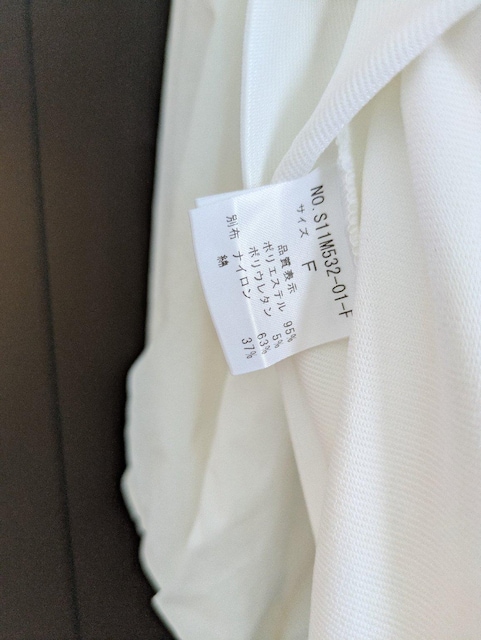 NO.S11M532-01-F
サイズ F
品質表示
ポリエステル 95%
ポリウレタン 5%
別布 綿 63%
ナイロン 37%